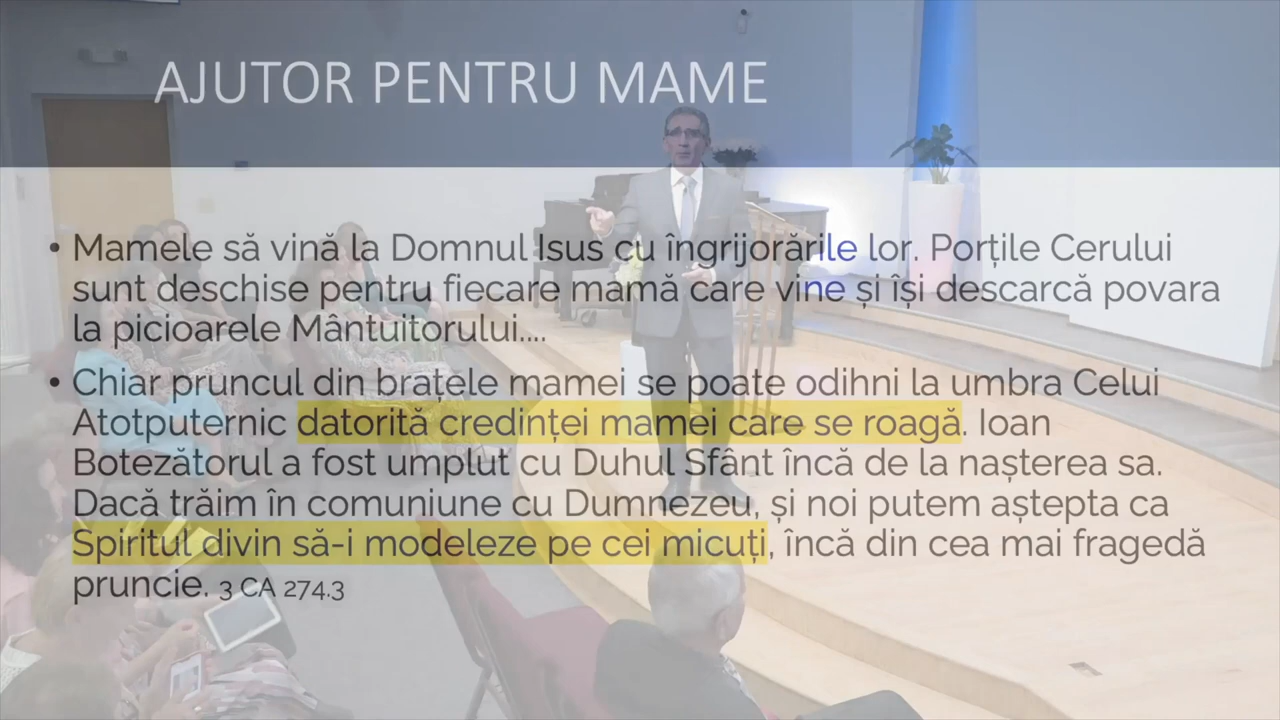 AJUTOR PENTRU MAME
• Mamele să vină la Domnul Isus cu îngrijorările lor. Porțile Cerului
sunt deschise pentru fiecare mamă care vine și își descarcă povara
la picioarele Mântuitorului....
• Chiar pruncul din brațele mamei se poate odihni la umbra Celui
Atotputernic datorită credinței mamei care se roagă. Ioan
Botezătorul a fost umplut cu Duhul Sfânt încă de la nașterea sa.
Dacă trăim în comuniune cu Dumnezeu, și noi putem aștepta ca
Spiritul divin să-i modeleze pe cei micuți, încă din cea mai fragedă
pruncie. 3 CA 274.3